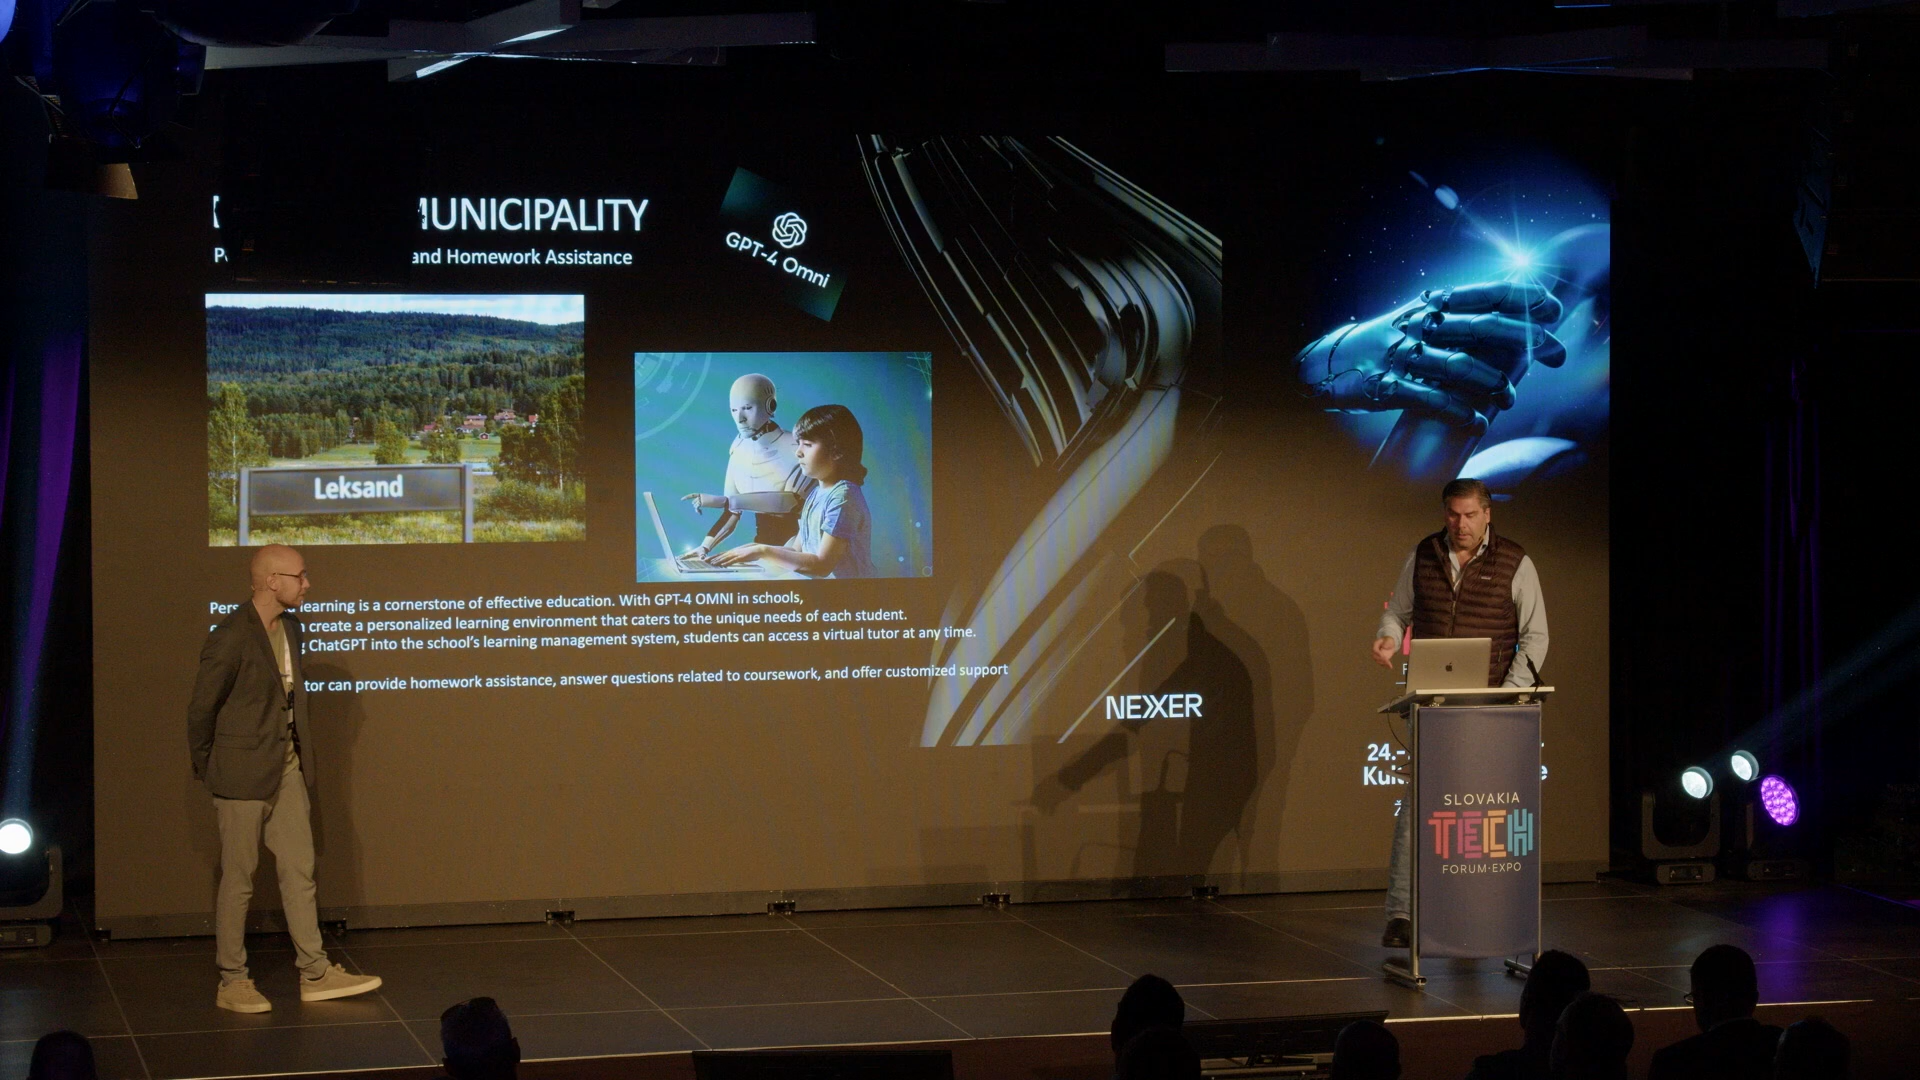 MUNICIPALITY
and Homework Assistance
GPT-4 Omni
Leksand
learning is a cornerstone of effective education. With GPT-4 OMNI in schools,
create a personalized learning environment that caters to the unique needs of each student.
ChatGPT into the school's learning management system, students can access a virtual tutor at any time.
can provide homework assistance, answer questions related to coursework, and offer customized support
NEXER
24.-
SLOVAKIA
TECH
FORUM·EXPO